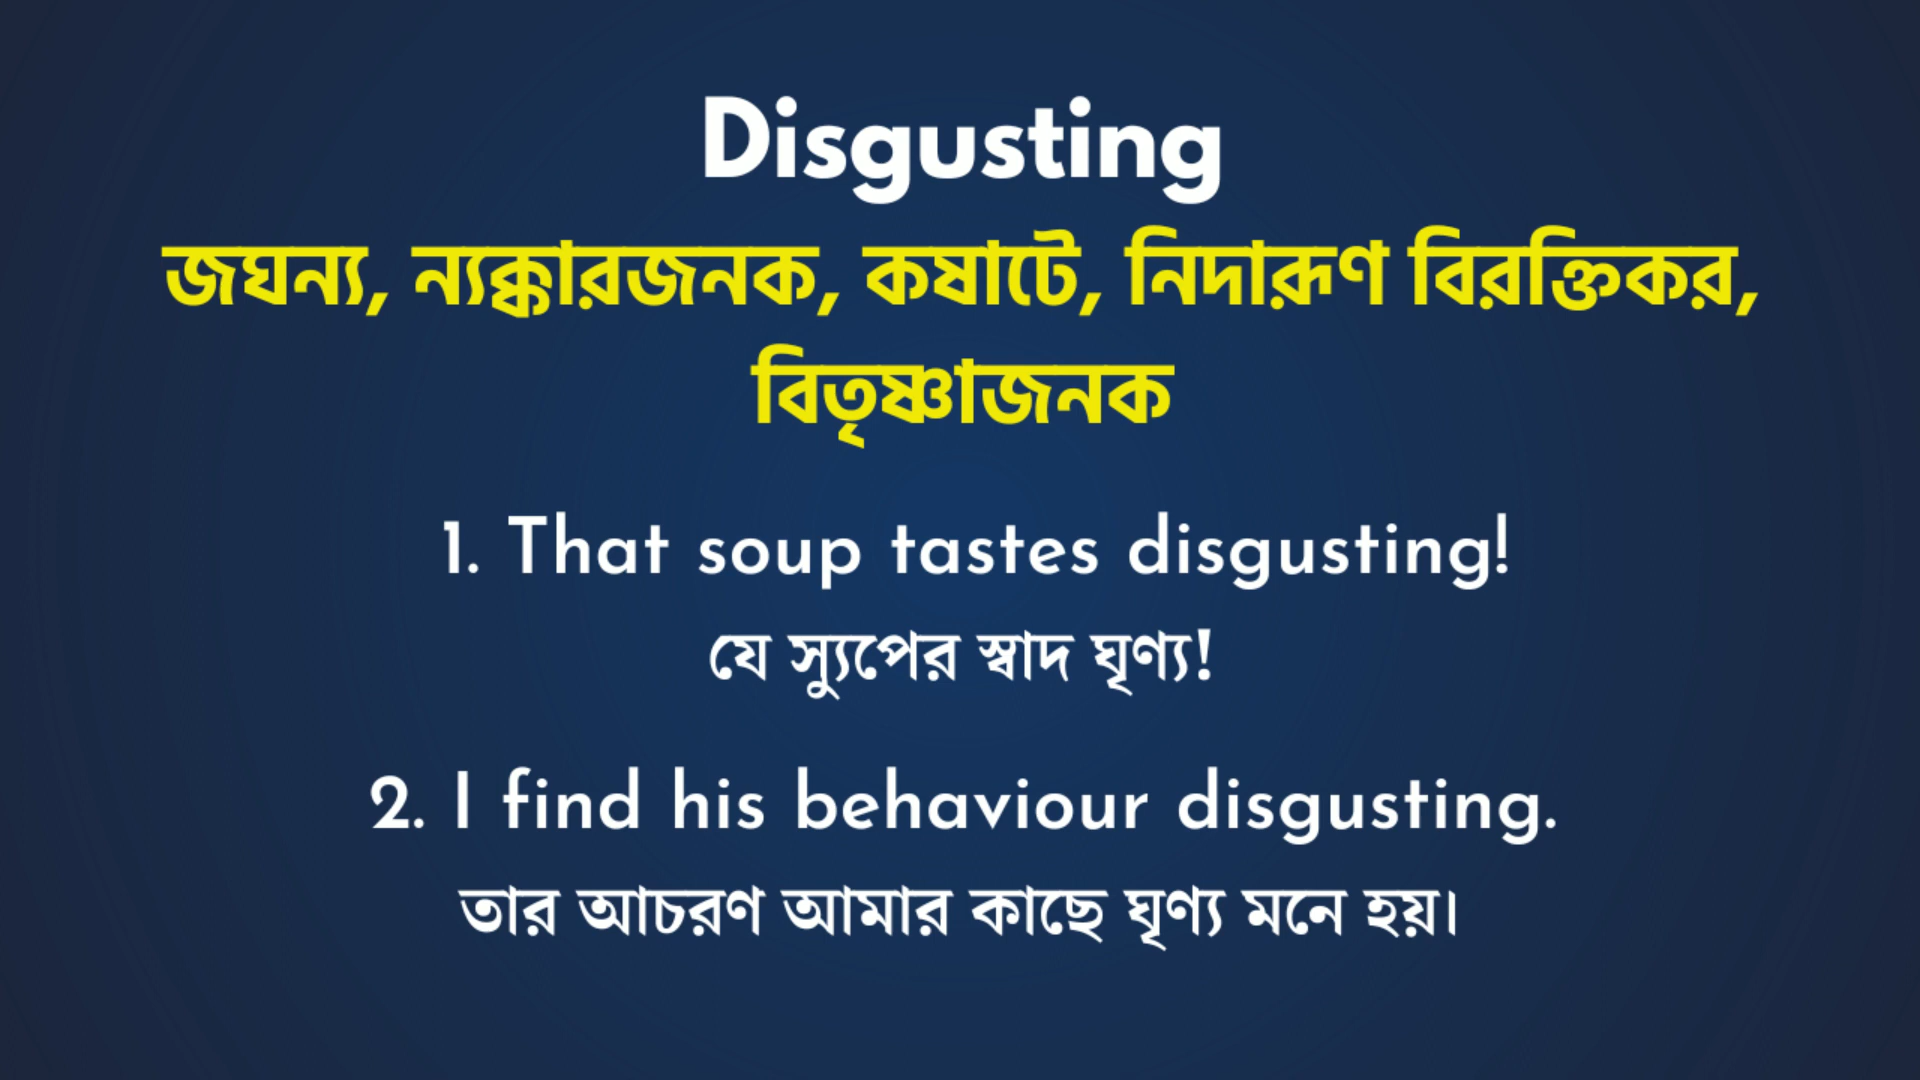 Disgusting
জঘন্য, ন্যক্কারজনক, কষাটে, নিদারূণ বিরক্তিকর,
বিতৃষ্ণাজনক
1. That soup tastes disgusting!
যে স্যুপের স্বাদ ঘৃণ্য!
2. I find his behaviour disgusting.
তার আচরণ আমার কাছে ঘৃণ্য মনে হয়।